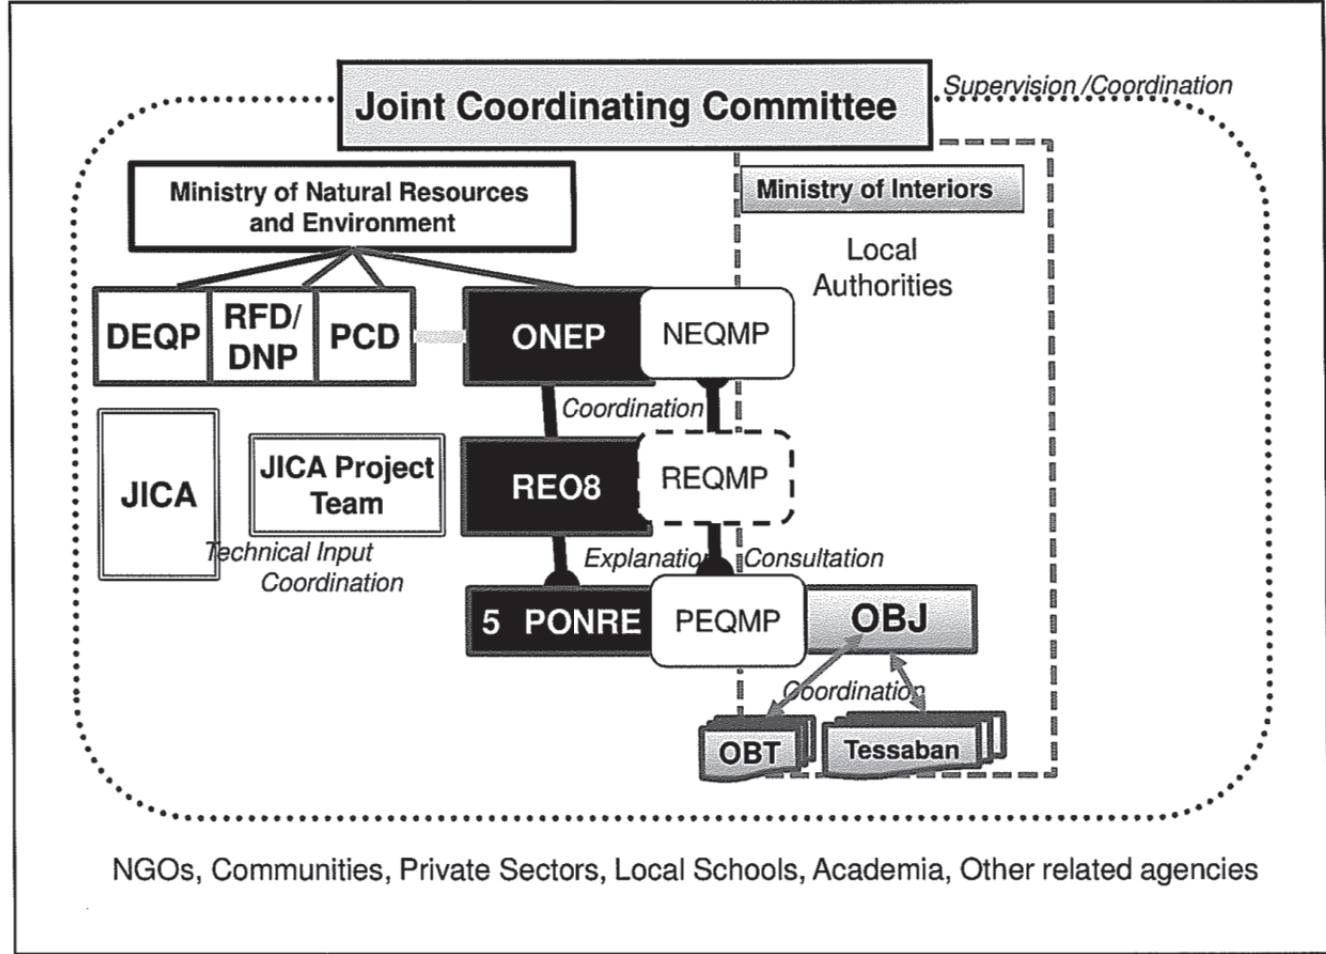 Joint Coordinating Committee
Supervision /Coordination
Ministry of Natural Resources
and Environment
Ministry of Interiors
Local
Authorities
DEQP
RFD/
DNP
PCD
ONEP
NEQMP
Coordination
JICA
JICA Project
Team
REO8
REQMP
Technical Input
Coordination
Explanation
Consultation
5 PONRE
PEQMP
OBJ
Coordination
OBT
Tessaban
NGOs, Communities, Private Sectors, Local Schools, Academia, Other related agencies